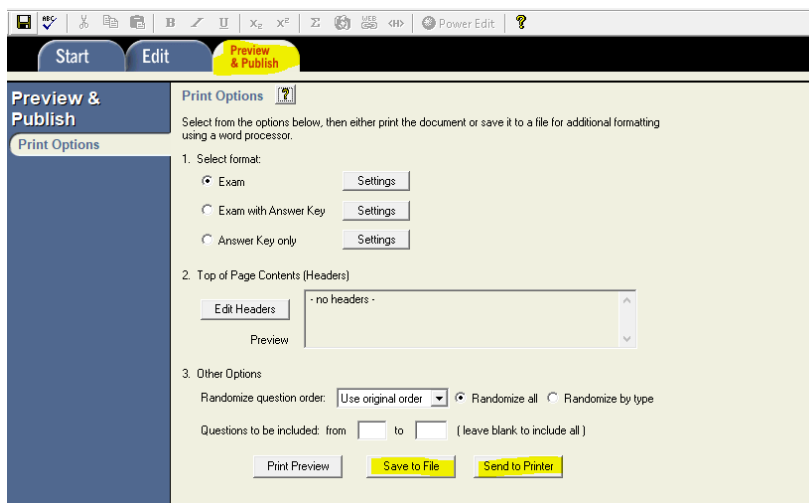 ABC
B I U X₂ X² Σ WEB <H> Power Edit ?
Start Edit Preview & Publish
Preview & Publish
Print Options
Print Options ?
Select from the options below, then either print the document or save it to a file for additional formatting
using a word processor.
1. Select format:
Exam Settings
Exam with Answer Key Settings
Answer Key only Settings
2. Top of Page Contents (Headers)
Edit Headers - no headers -
Preview
3. Other Options
Randomize question order: Use original order Randomize all Randomize by type
Questions to be included: from to ( leave blank to include all )
Print Preview Save to File Send to Printer